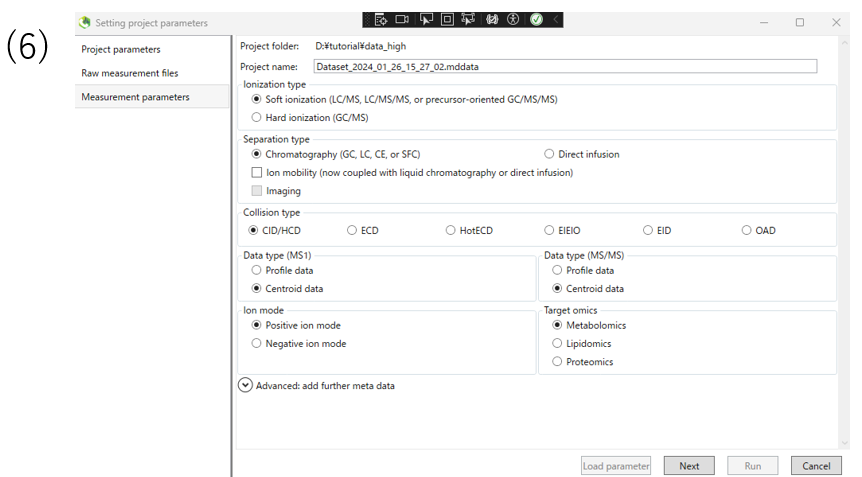 (6)
Setting project parameters
Project parameters
Raw measurement files
Measurement parameters
Project folder: D:¥tutorial¥data_high
Project name: Dataset_2024_01_26_15_27_02.mddata
Ionization type
Soft ionization (LC/MS, LC/MS/MS, or precursor-oriented GC/MS/MS)
Hard ionization (GC/MS)
Separation type
Chromatography (GC, LC, CE, or SFC) Direct infusion
Ion mobility (now coupled with liquid chromatography or direct infusion)
Imaging
Collision type
CID/HCD ECD HotECD EIEIO EID OAD
Data type (MS1)
Profile data
Centroid data
Data type (MS/MS)
Profile data
Centroid data
Ion mode
Positive ion mode
Negative ion mode
Target omics
Metabolomics
Lipidomics
Proteomics
Advanced: add further meta data
Load parameter Next Run Cancel